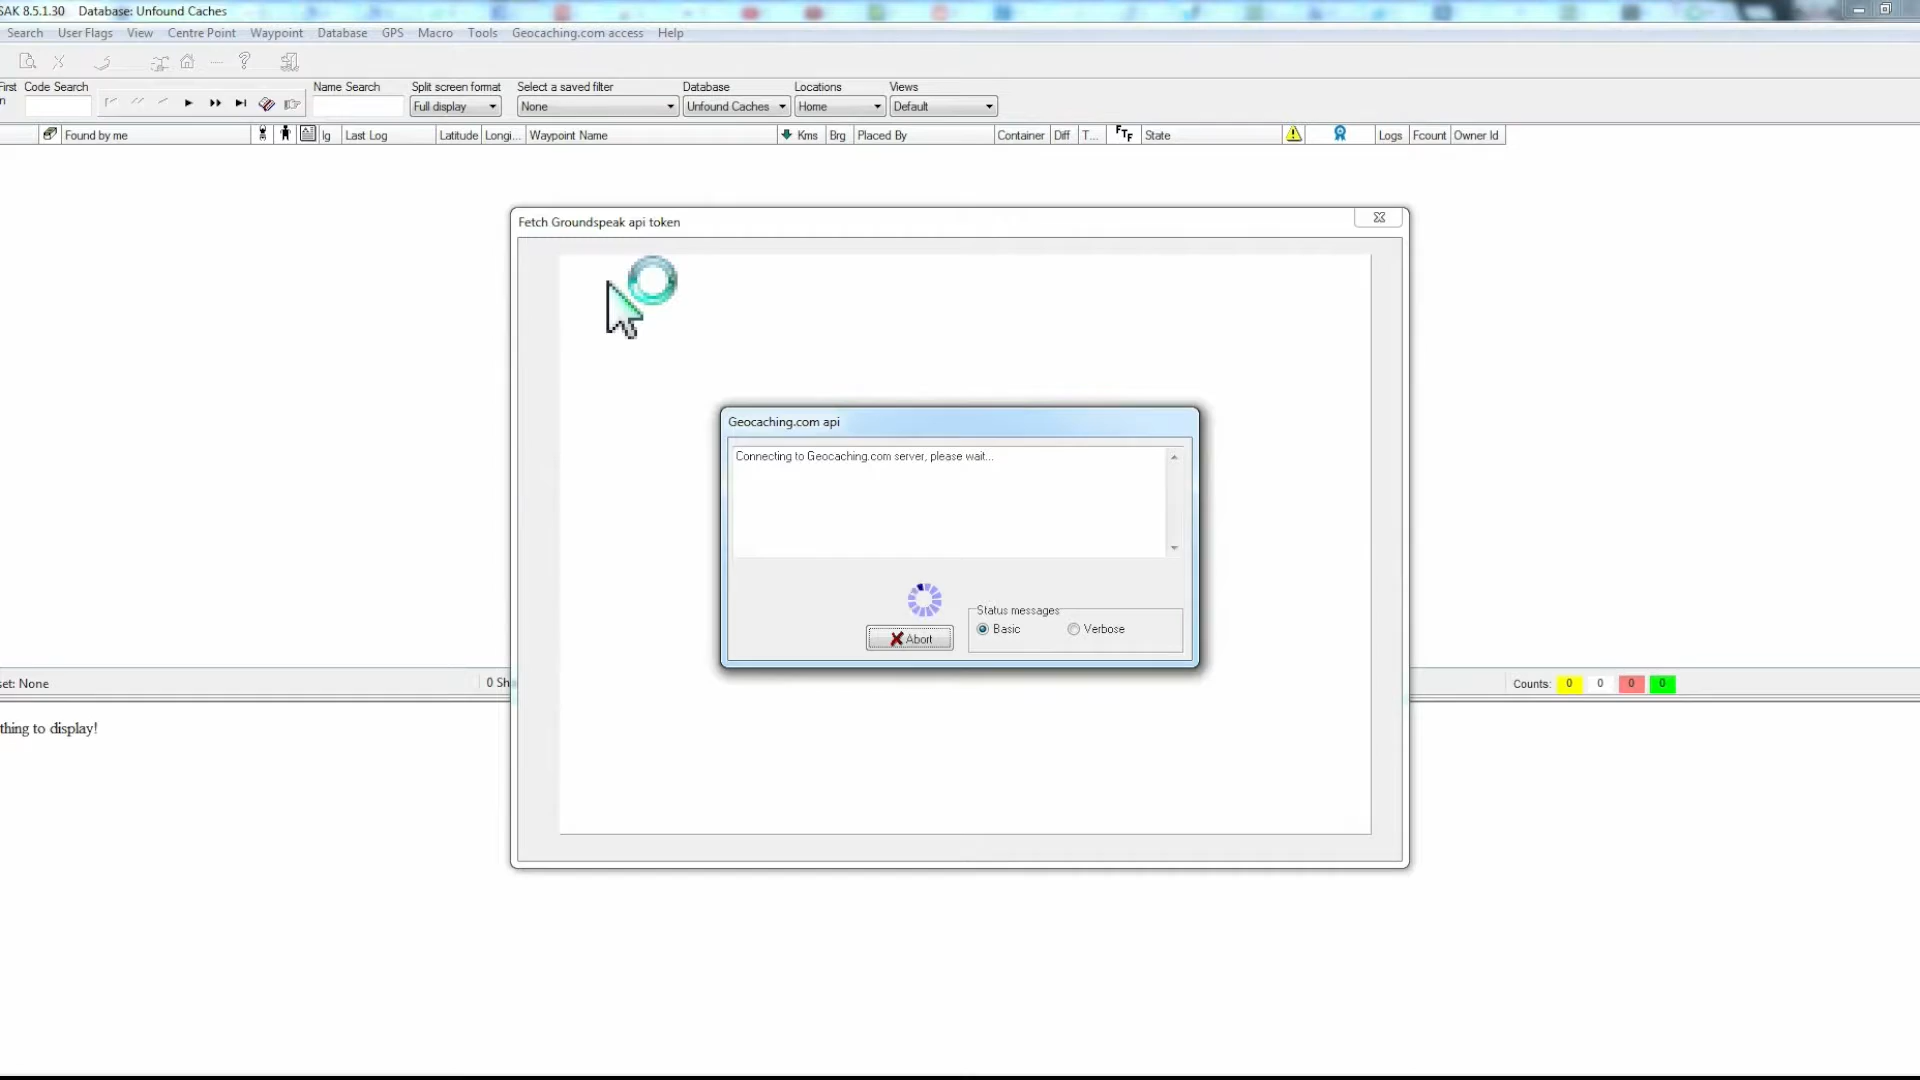 SAK 8.5.1.30 Database: Unfound Caches
Search User Flags View Centre Point Waypoint Database GPS Macro Tools Geocaching.com access Help
First Code Search Name Search Split screen format Select a saved filter Database Locations Views
n Full display None Unfound Caches Home Default
Found by me lg Last Log Latitude Longi... Waypoint Name Kms Brg Placed By Container Diff T... FTF State Logs Fcount Owner Id
Fetch Groundspeak api token
Geocaching.com api
Connecting to Geocaching.com server, please wait...
Status messages
Basic Verbose
Abort
set: None 0 Sh Counts: 0 0 0 0
thing to display!